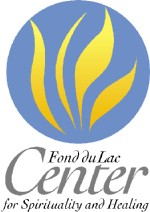 Fond du Lac
Center
for Spirituality and Healing